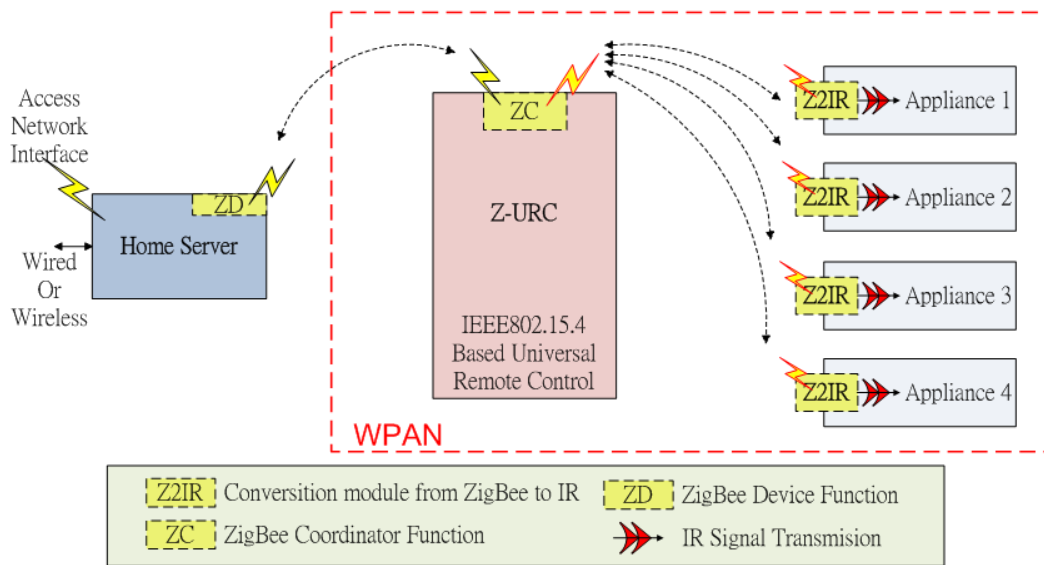 Access
Network
Interface
ZD
Home Server
Wired
Or
Wireless
ZC
Z-URC
IEEE802.15.4
Based Universal
Remote Control
Z2IR Appliance 1
Z2IR Appliance 2
Z2IR Appliance 3
Z2IR Appliance 4
WPAN
Z2IR Conversition module from ZigBee to IR
ZD ZigBee Device Function
ZC ZigBee Coordinator Function
IR Signal Transmision